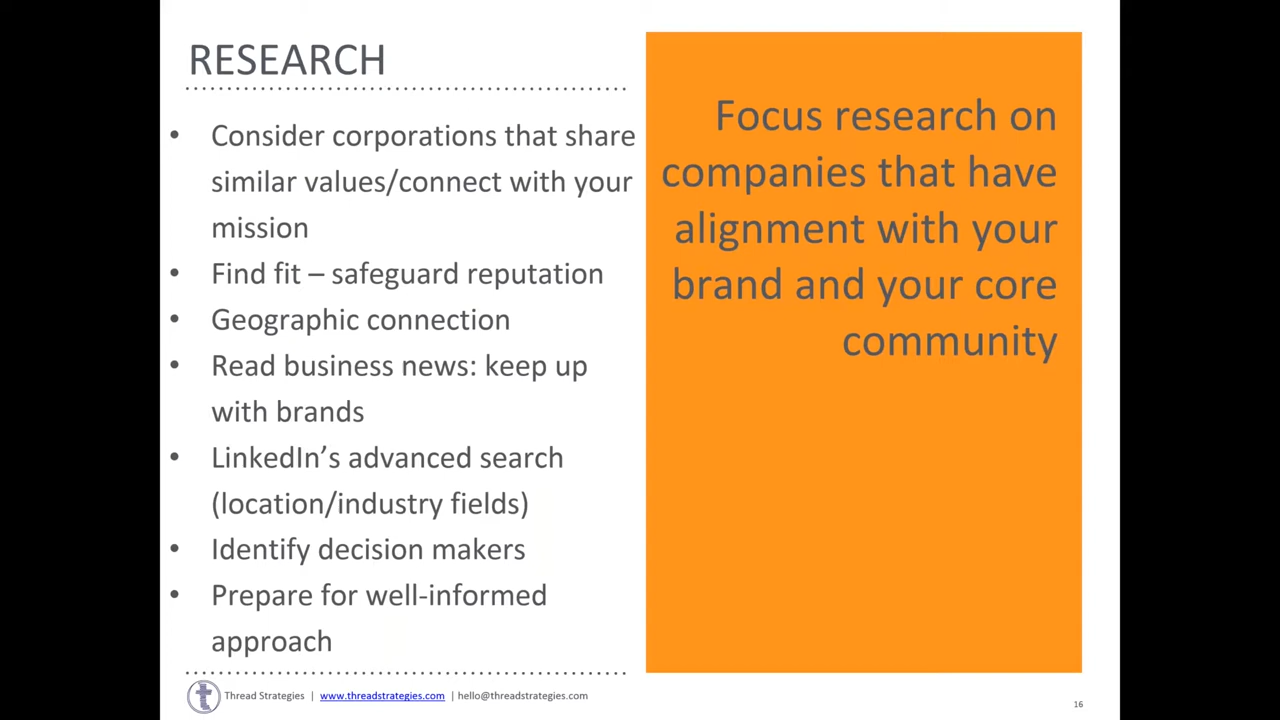 RESEARCH
• Consider corporations that share
similar values/connect with your
mission
• Find fit – safeguard reputation
• Geographic connection
• Read business news: keep up
with brands
• LinkedIn’s advanced search
(location/industry fields)
• Identify decision makers
• Prepare for well-informed
approach
Focus research on
companies that have
alignment with your
brand and your core
community
Thread Strategies | www.threadstrategies.com | hello@threadstrategies.com
16